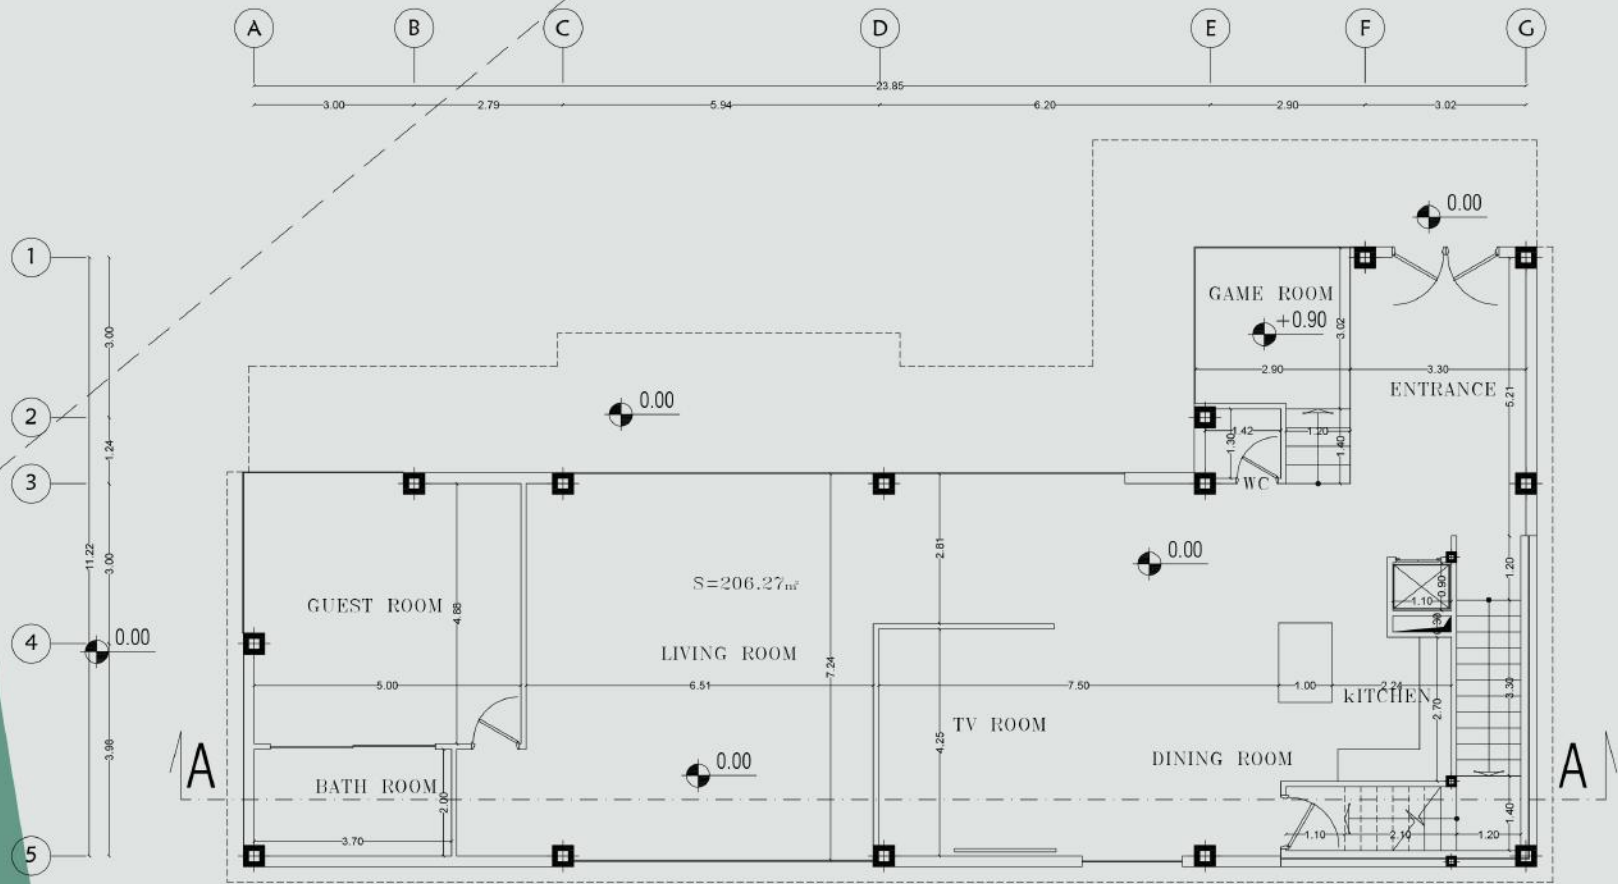 A B C D E F G
23.85
3.00 2.79 5.94 6.20 2.90 3.02
0.00
1
GAME ROOM
+0.90
3.02
3.00
2.90 3.30
ENTRANCE
5.21
0.00
2
1.42 1.20
1.30 1.40
1.24
WC
3
2.81
0.00
11.22
3.00
S=206.27m²
1.20
0.90
1.10
0.30
GUEST ROOM
4.88
4
0.00
LIVING ROOM
7.24
5.00 6.51 7.50 1.00 2.24
kITCHEN
3.30
2.70
TV ROOM
4.25
3.98
DINING ROOM
A
0.00
A
BATH ROOM
2.00
1.40
3.70
1.10 2.10 1.20
5